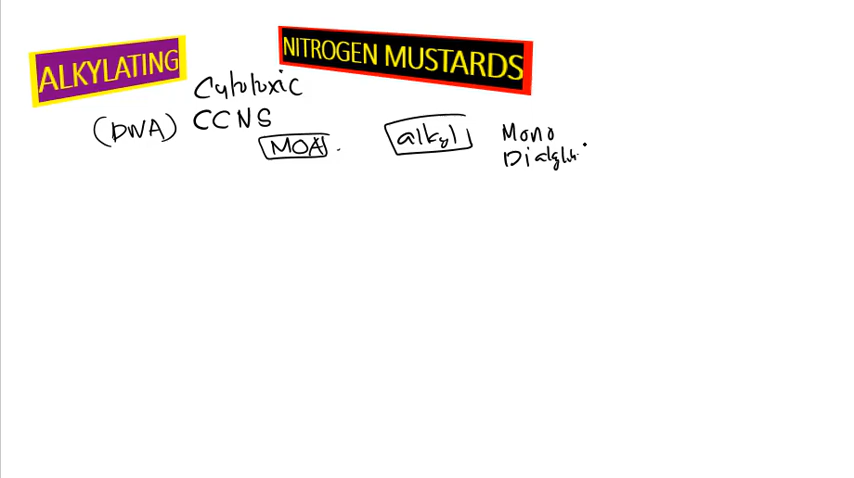 ALKYLATING
NITROGEN MUSTARDS
Cytotoxic
(DNA) CCNS
MOA
alkyl
Mono